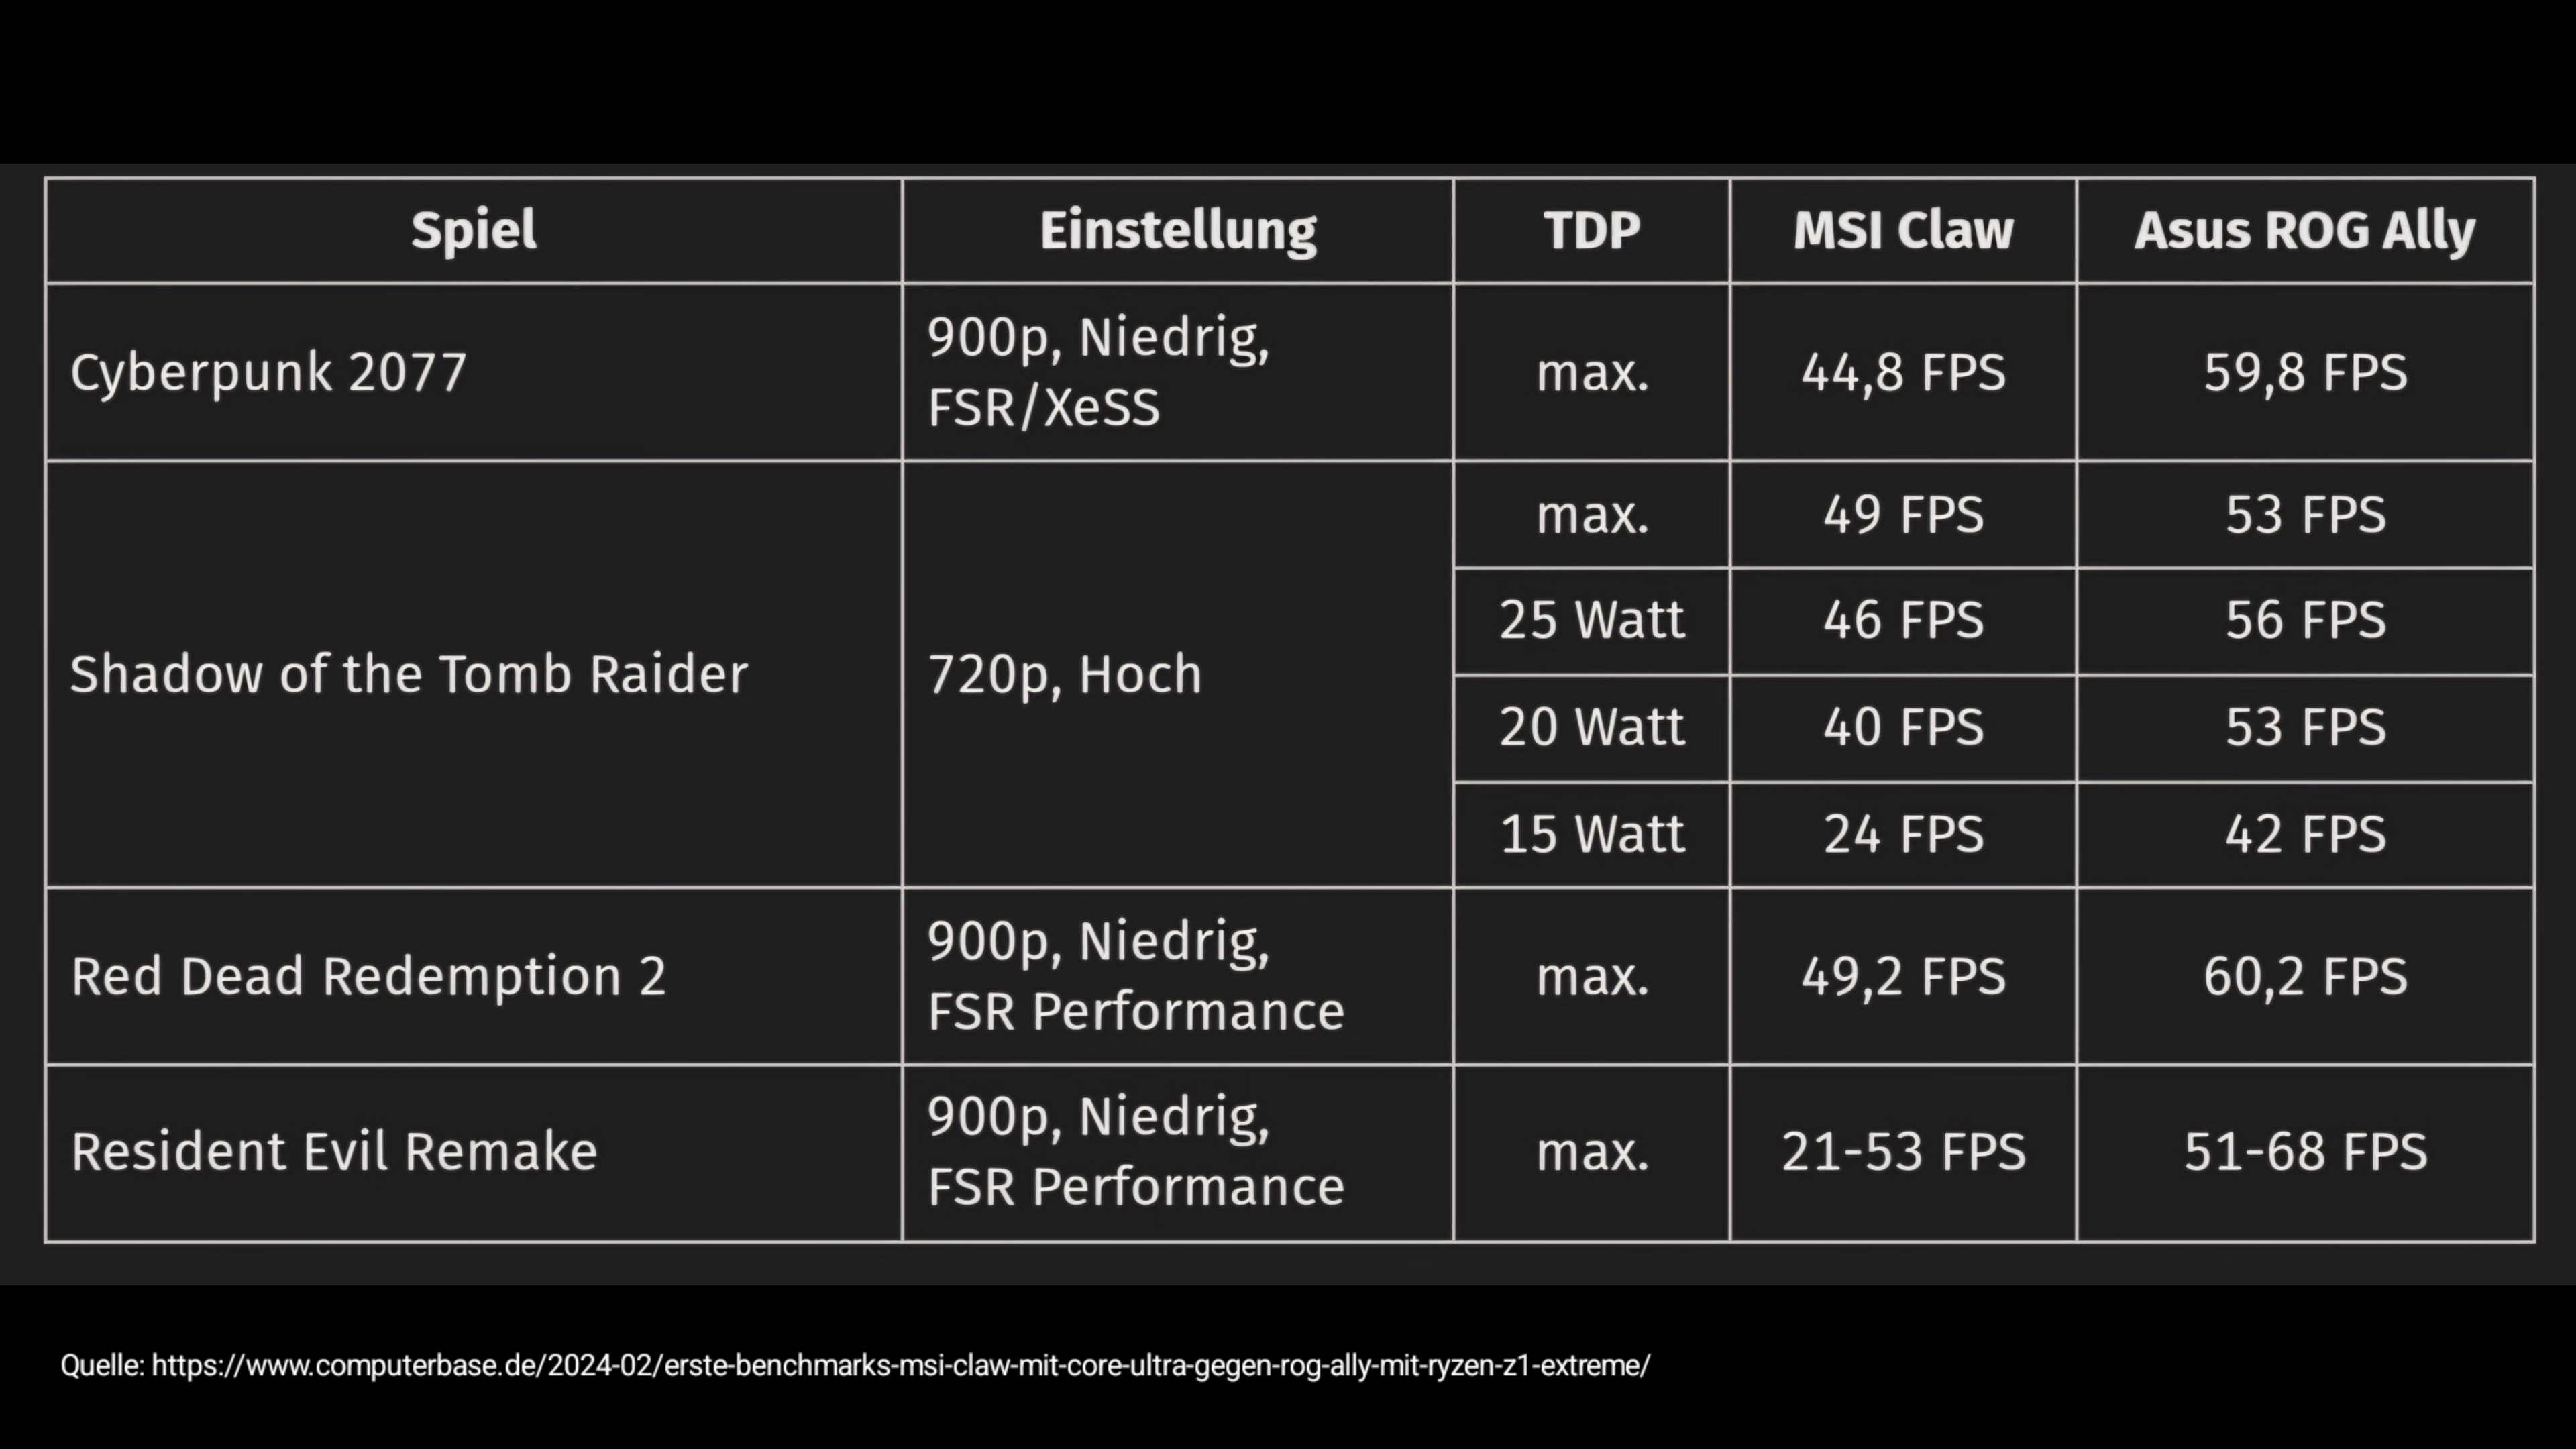 Spiel Einstellung TDP MSI Claw Asus ROG Ally
Cyberpunk 2077 900p, Niedrig, max. 44,8 FPS 59,8 FPS
FSR/XeSS
Shadow of the Tomb Raider 720p, Hoch max. 49 FPS 53 FPS
25 Watt 46 FPS 56 FPS
20 Watt 40 FPS 53 FPS
15 Watt 24 FPS 42 FPS
Red Dead Redemption 2 900p, Niedrig, max. 49,2 FPS 60,2 FPS
FSR Performance
Resident Evil Remake 900p, Niedrig, max. 21-53 FPS 51-68 FPS
FSR Performance
Quelle: https://www.computerbase.de/2024-02/erste-benchmarks-msi-claw-mit-core-ultra-gegen-rog-ally-mit-ryzen-z1-extreme/